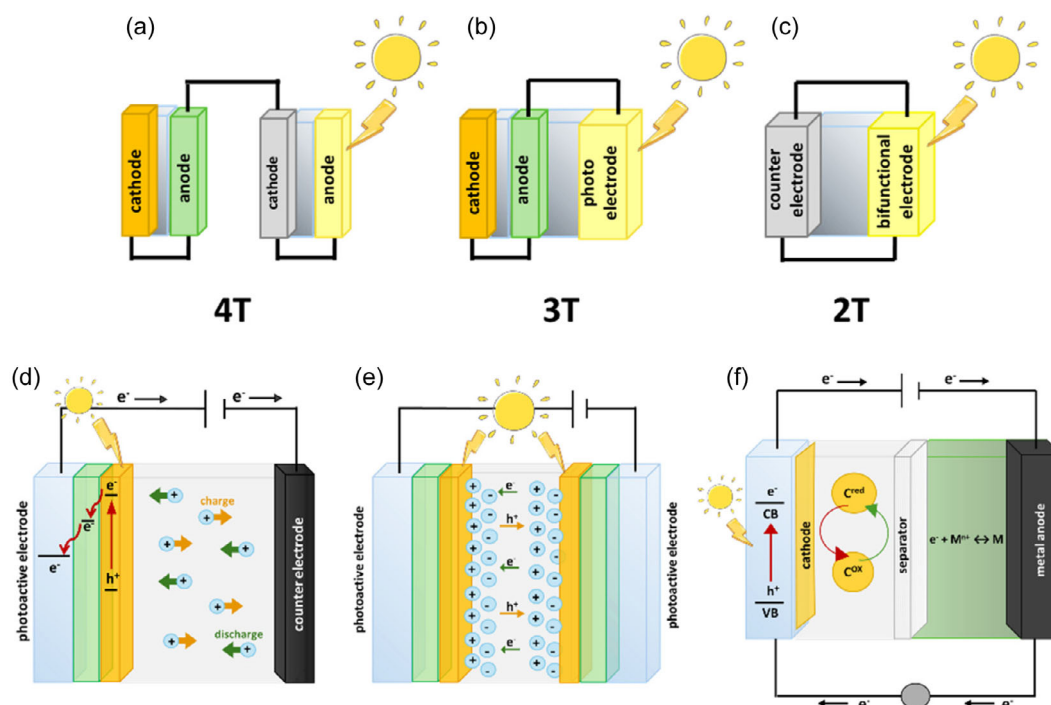 (a)
(b)
(c)
cathode
anode
cathode
anode
cathode
anode
photo
electrode
counter
electrode
bifunctional
electrode
4T
3T
2T
(d)
(e)
(f)
e⁻
e⁻
photoactive electrode
e⁻
e⁻
e⁻
h⁺
+
charge
+
+
+
+
+
discharge
+
counter electrode
photoactive electrode
+
-
+
-
+
-
+
-
+
-
+
-
+
-
e⁻
h⁺
e⁻
h⁺
e⁻
+
-
+
-
+
-
+
-
+
-
+
-
+
-
photoactive electrode
e⁻
e⁻
e⁻
CB
h⁺
VB
cathode
Cʳᵉᵈ
Cᴼˣ
separator
e⁻ + Mⁿ⁺ ↔ M
metal anode
e⁻
e⁻